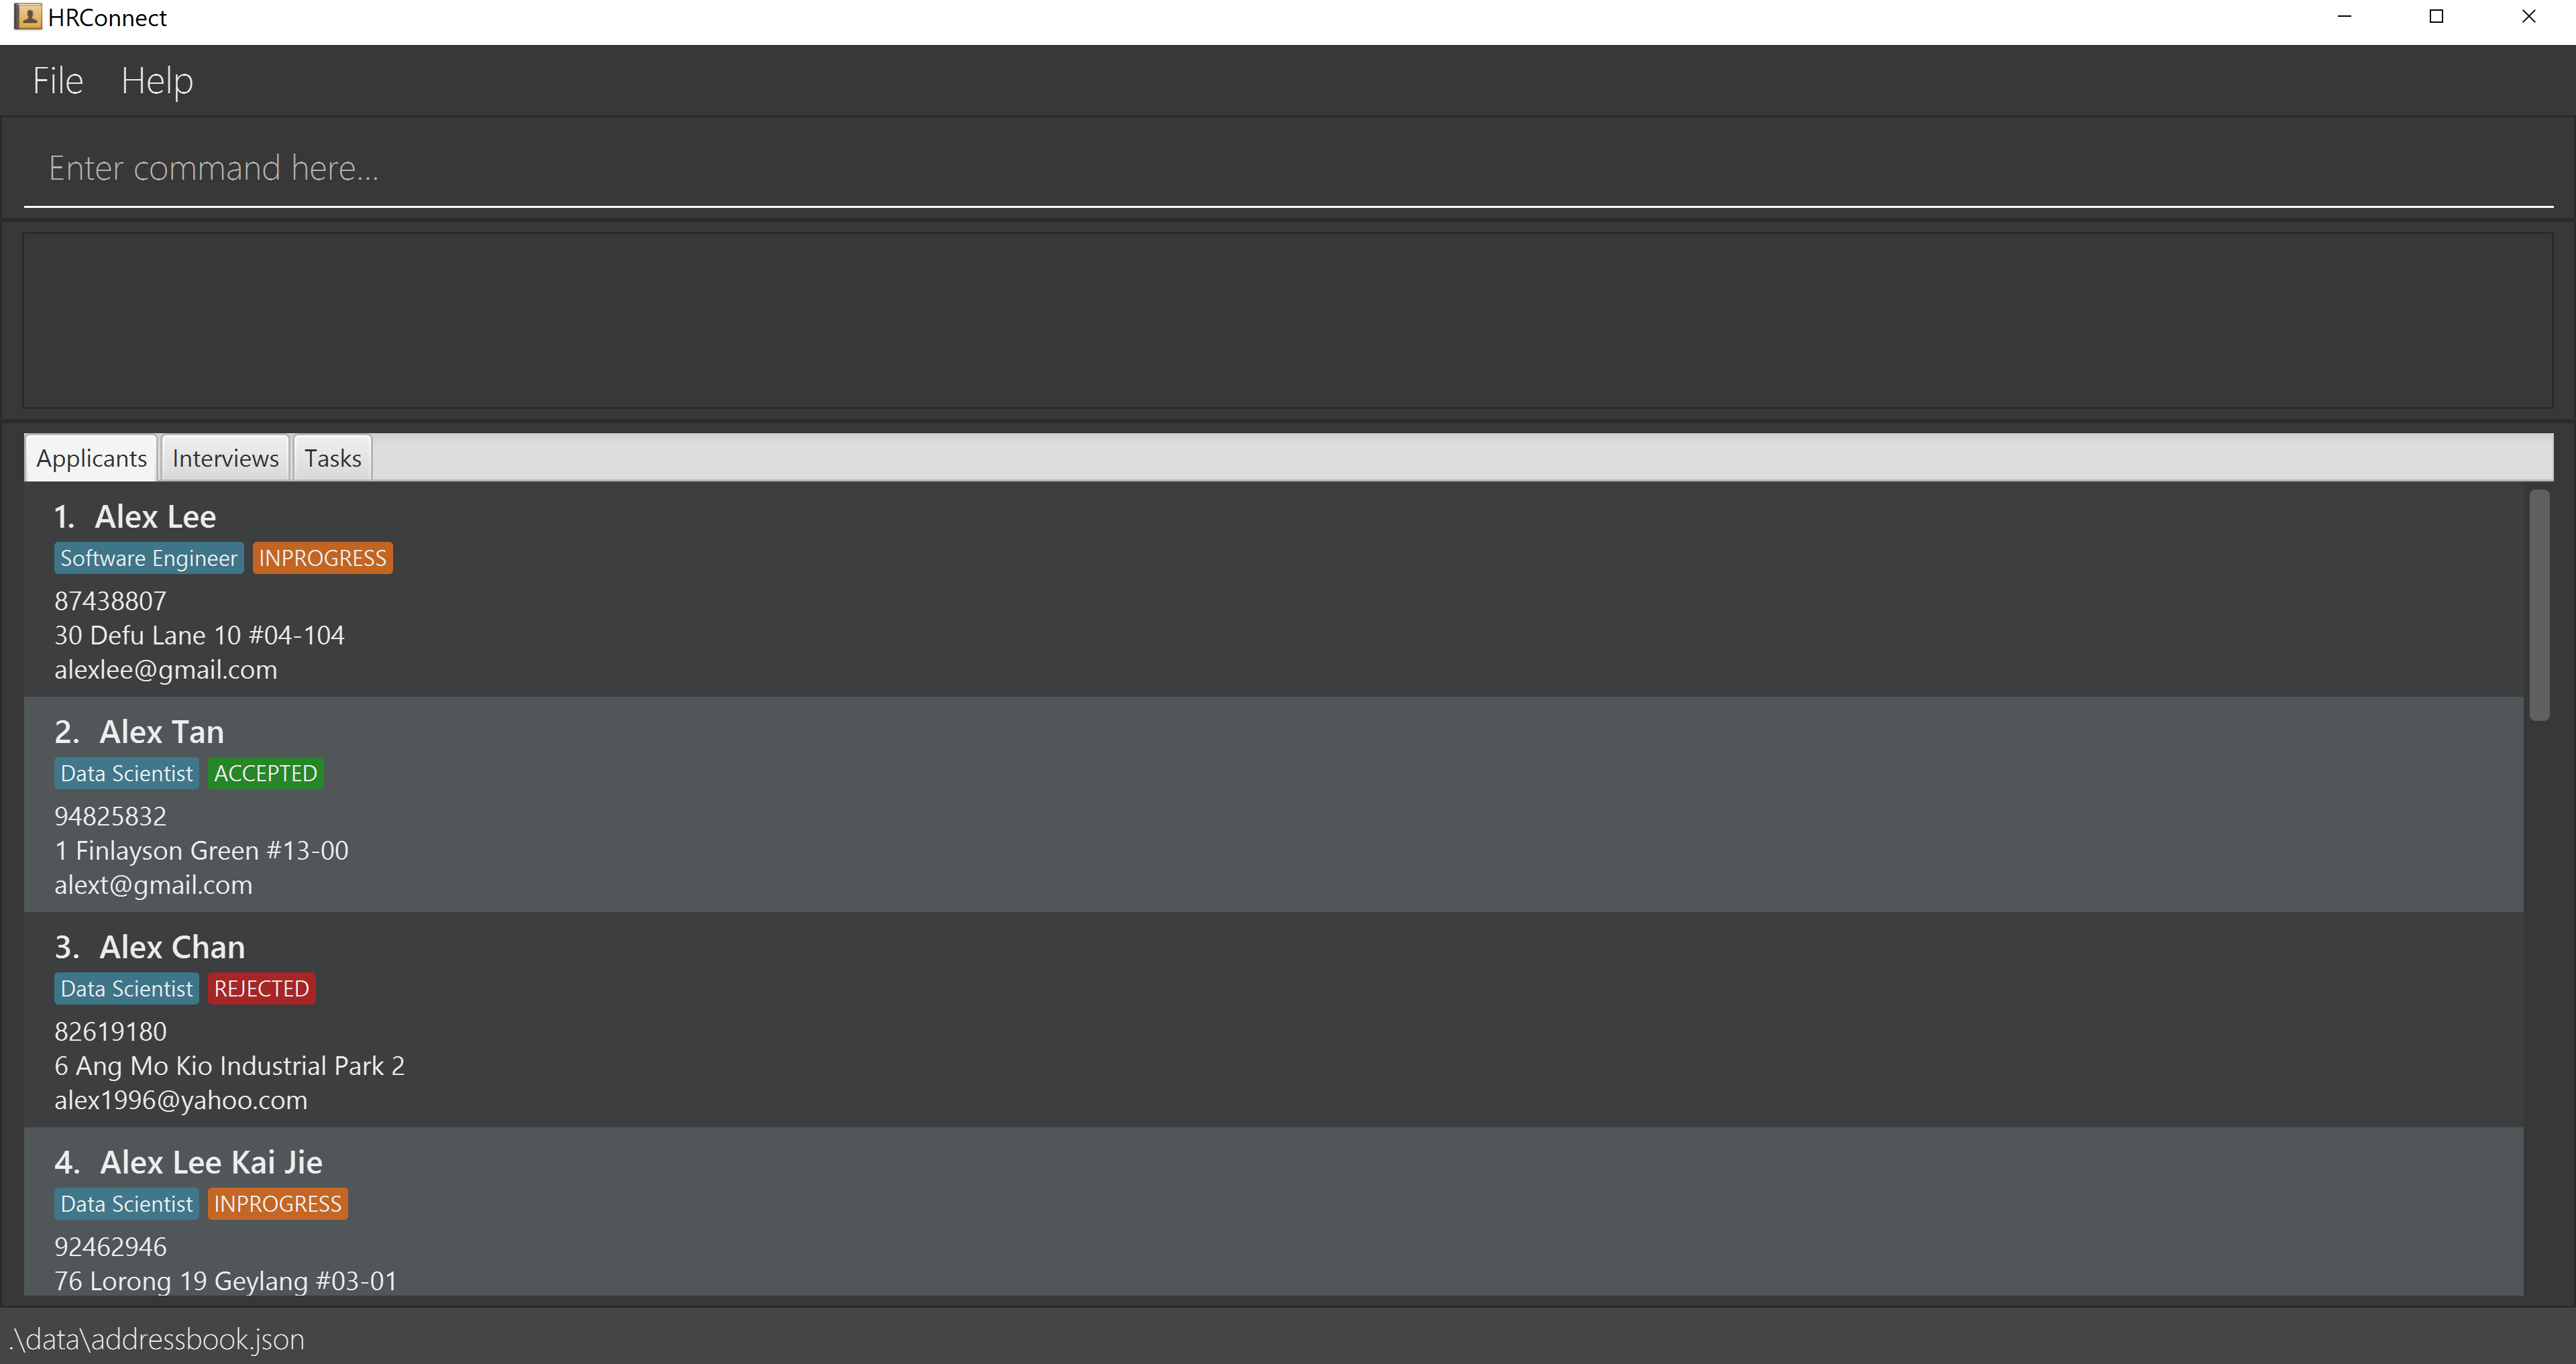 HRConnect
File Help
Enter command here...
Applicants Interviews Tasks
1. Alex Lee
Software Engineer INPROGRESS
87438807
30 Defu Lane 10 #04-104
alexlee@gmail.com
2. Alex Tan
Data Scientist ACCEPTED
94825832
1 Finlayson Green #13-00
alext@gmail.com
3. Alex Chan
Data Scientist REJECTED
82619180
6 Ang Mo Kio Industrial Park 2
alex1996@yahoo.com
4. Alex Lee Kai Jie
Data Scientist INPROGRESS
92462946
76 Lorong 19 Geylang #03-01
.\data\addressbook.json